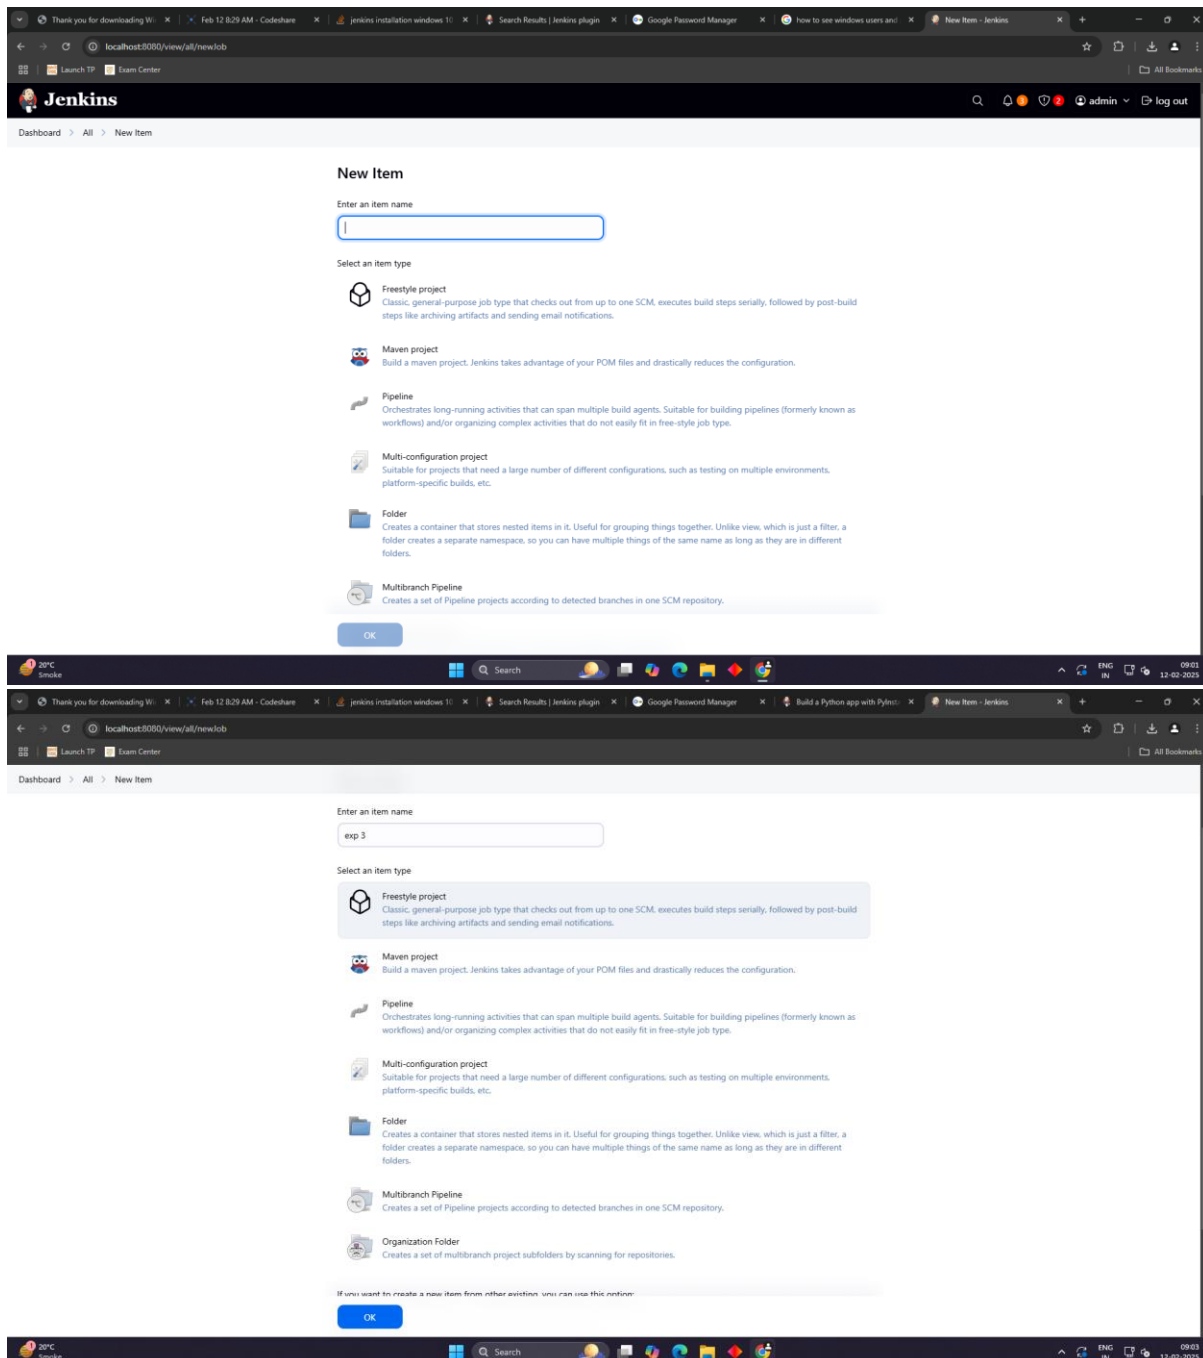 Thank you for downloading Wi
Feb 12 8:29 AM - Codeshare
jenkins installation windows 10
Search Results | Jenkins plugin
Google Password Manager
how to see windows users and
New Item - Jenkins
localhost:8080/view/all/newJob
Launch TP
Exam Center
All Bookmarks
Jenkins
3
2
admin
log out
Dashboard > All > New Item
New Item
Enter an item name
Select an item type
Freestyle project
Classic, general-purpose job type that checks out from up to one SCM, executes build steps serially, followed by post-build
steps like archiving artifacts and sending email notifications.
Maven project
Build a maven project. Jenkins takes advantage of your POM files and drastically reduces the configuration.
Pipeline
Orchestrates long-running activities that can span multiple build agents. Suitable for building pipelines (formerly known as
workflows) and/or organizing complex activities that do not easily fit in free-style job type.
Multi-configuration project
Suitable for projects that need a large number of different configurations, such as testing on multiple environments,
platform-specific builds, etc.
Folder
Creates a container that stores nested items in it. Useful for grouping things together. Unlike view, which is just a filter, a
folder creates a separate namespace, so you can have multiple things of the same name as long as they are in different
folders.
Multibranch Pipeline
Creates a set of Pipeline projects according to detected branches in one SCM repository.
OK
1
20°C
Smoke
Search
ENG
IN
09:01
12-02-2025
Thank you for downloading Wi
Feb 12 8:29 AM - Codeshare
jenkins installation windows 10
Search Results | Jenkins plugin
Google Password Manager
Build a Python app with PyInst
New Item - Jenkins
localhost:8080/view/all/newJob
Launch TP
Exam Center
All Bookmarks
Dashboard > All > New Item
Enter an item name
exp 3
Select an item type
Freestyle project
Classic, general-purpose job type that checks out from up to one SCM, executes build steps serially, followed by post-build
steps like archiving artifacts and sending email notifications.
Maven project
Build a maven project. Jenkins takes advantage of your POM files and drastically reduces the configuration.
Pipeline
Orchestrates long-running activities that can span multiple build agents. Suitable for building pipelines (formerly known as
workflows) and/or organizing complex activities that do not easily fit in free-style job type.
Multi-configuration project
Suitable for projects that need a large number of different configurations, such as testing on multiple environments,
platform-specific builds, etc.
Folder
Creates a container that stores nested items in it. Useful for grouping things together. Unlike view, which is just a filter, a
folder creates a separate namespace, so you can have multiple things of the same name as long as they are in different
folders.
Multibranch Pipeline
Creates a set of Pipeline projects according to detected branches in one SCM repository.
Organization Folder
Creates a set of multibranch project subfolders by scanning for repositories.
If you want to create a new item from other existing, you can use this option:
OK
1
20°C
Smoke
Search
ENG
IN
09:03
12-02-2025